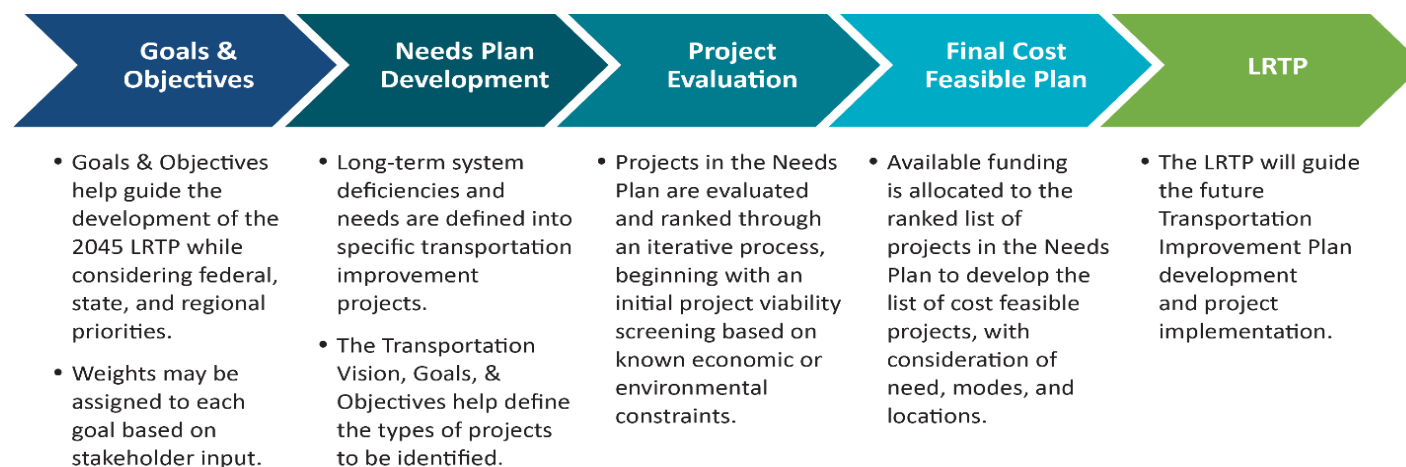 Goals &
Objectives
Needs Plan
Development
Project
Evaluation
Final Cost
Feasible Plan
LRTP
• Goals & Objectives
help guide the
development of the
2045 LRTP while
considering federal,
state, and regional
priorities.
• Weights may be
assigned to each
goal based on
stakeholder input.
• Long-term system
deficiencies and
needs are defined into
specific transportation
improvement
projects.
• The Transportation
Vision, Goals, &
Objectives help define
the types of projects
to be identified.
• Projects in the Needs
Plan are evaluated
and ranked through
an iterative process,
beginning with an
initial project viability
screening based on
known economic or
environmental
constraints.
• Available funding
is allocated to the
ranked list of
projects in the Needs
Plan to develop the
list of cost feasible
projects, with
consideration of
need, modes, and
locations.
• The LRTP will guide
the future
Transportation
Improvement Plan
development
and project
implementation.